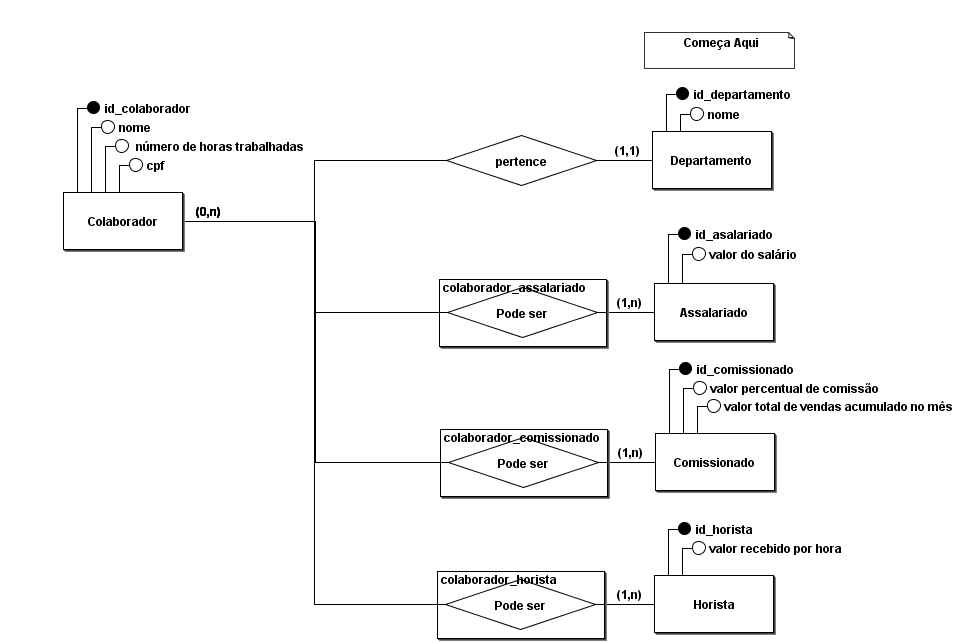 Começa Aqui
id_colaborador
nome
número de horas trabalhadas
cpf
Colaborador
(0,n)
pertence
(1,1)
id_departamento
nome
Departamento
colaborador_assalariado
Pode ser
(1,n)
id_asalariado
valor do salário
Assalariado
colaborador_comissionado
Pode ser
(1,n)
id_comissionado
valor percentual de comissão
valor total de vendas acumulado no mês
Comissionado
colaborador_horista
Pode ser
(1,n)
id_horista
valor recebido por hora
Horista